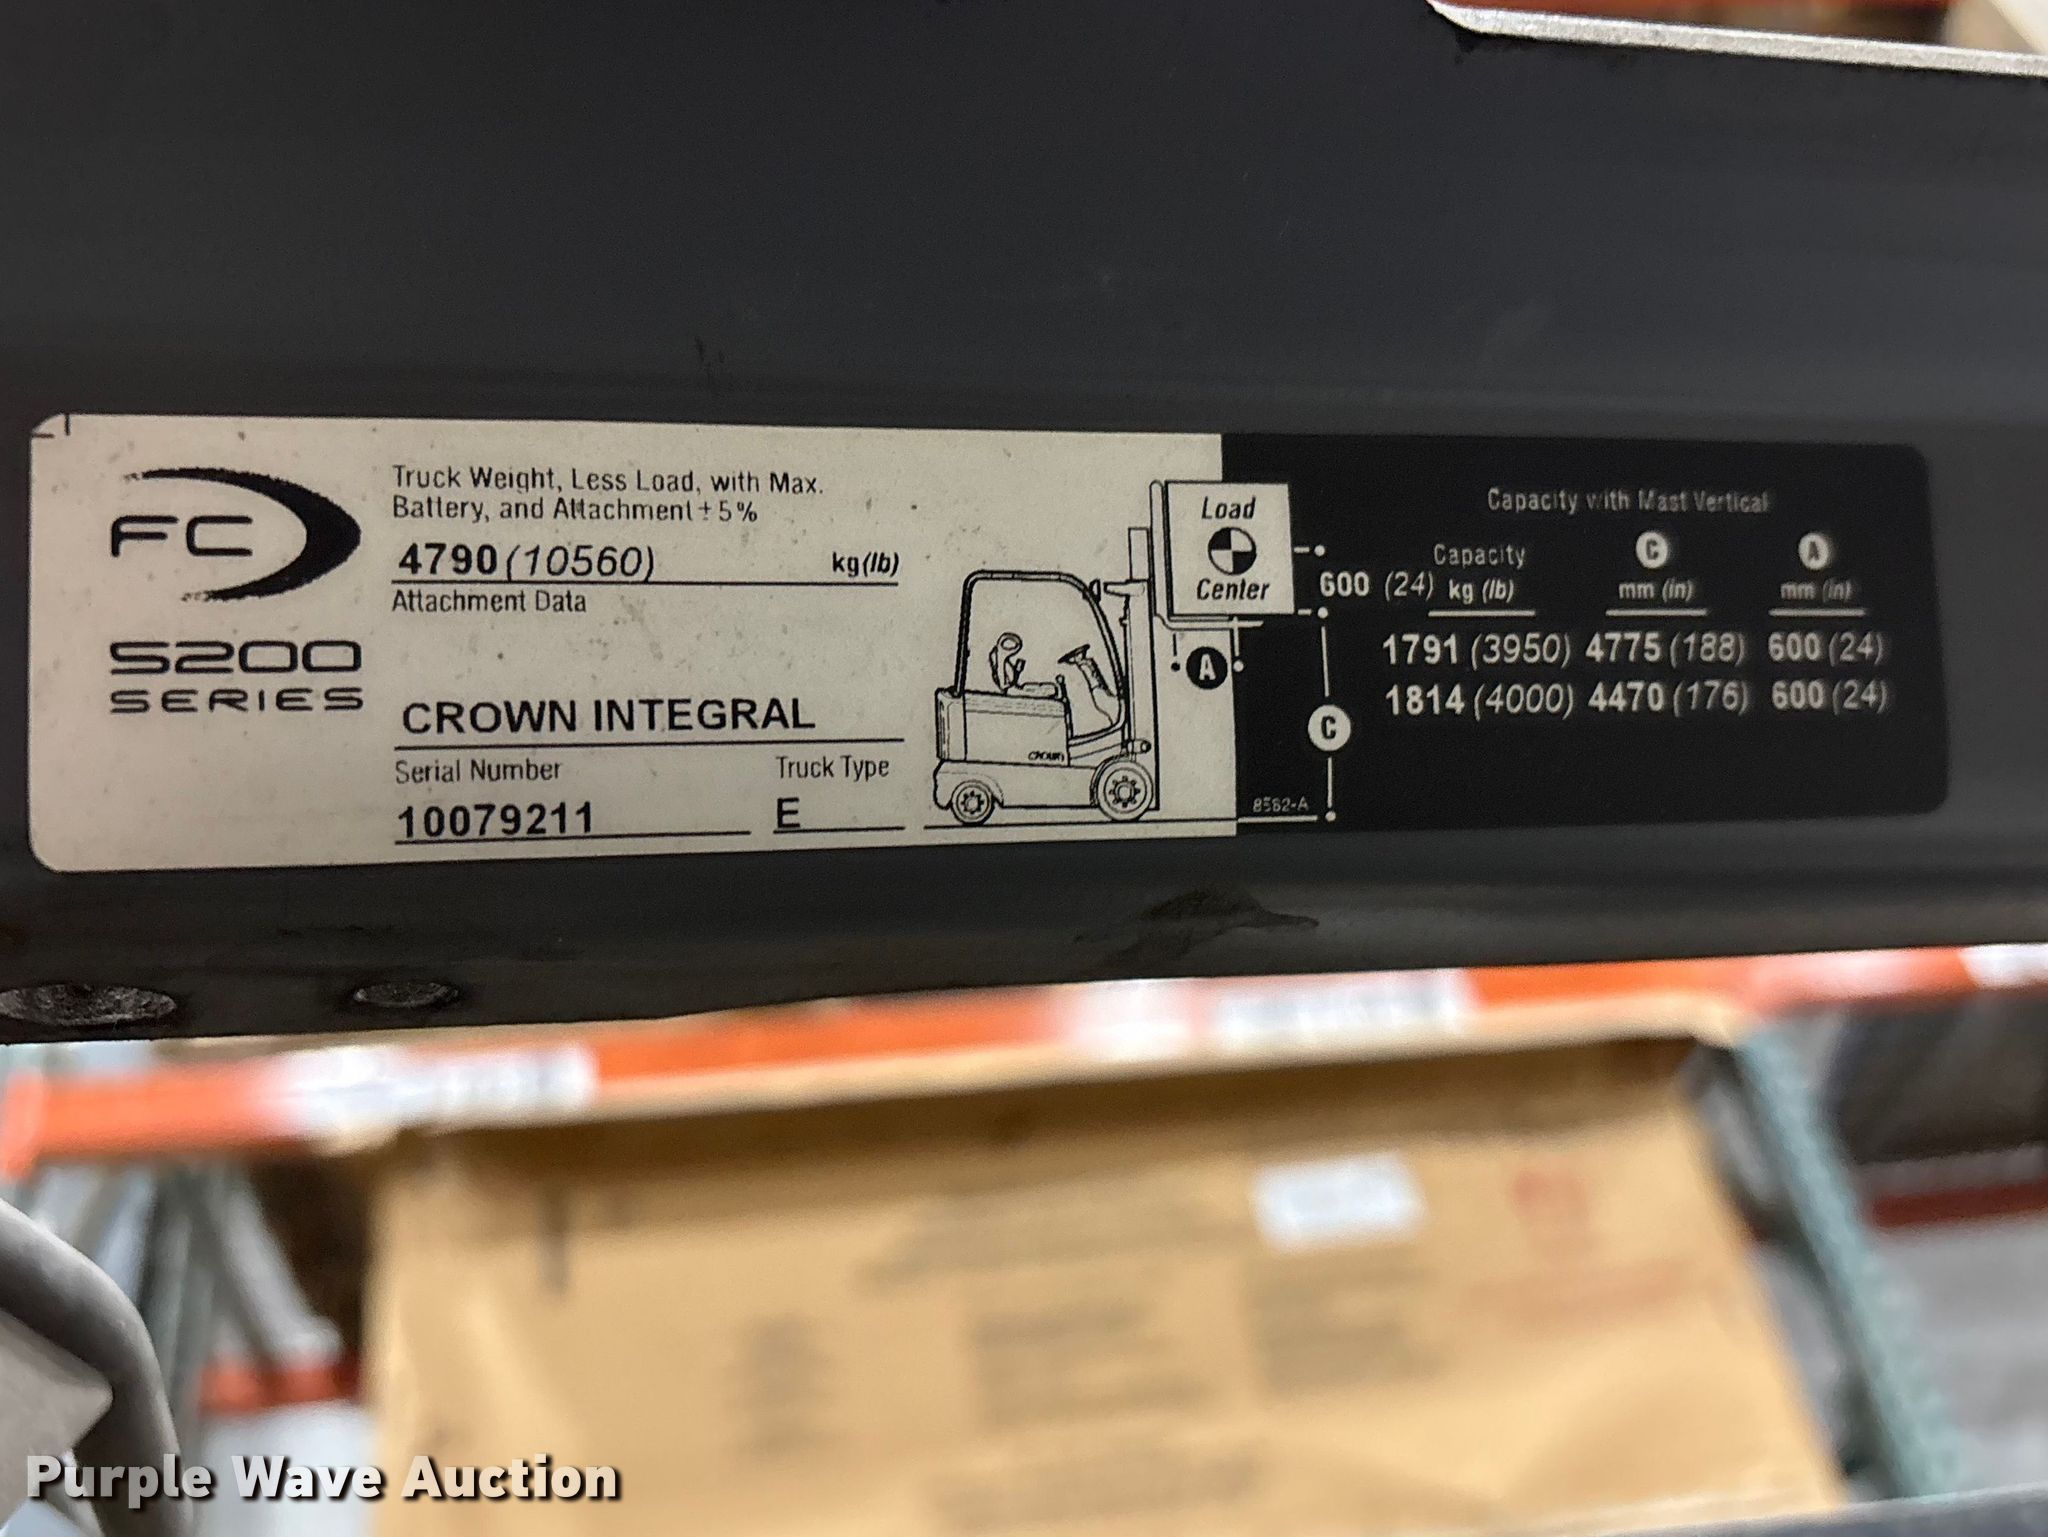 FC
5200
SERIES
Truck Weight, Less Load, with Max.
Battery, and Attachment ± 5%
4790 (10560) kg (lb)
Attachment Data
CROWN INTEGRAL
Serial Number Truck Type
10079211 E
CROWN
Load
Center
A
600 (24)
C
8562-A
Capacity with Mast Vertical
Capacity C A
kg (lb) mm (in) mm (in)
1791 (3950) 4775 (188) 600 (24)
1814 (4000) 4470 (176) 600 (24)
Purple Wave Auction